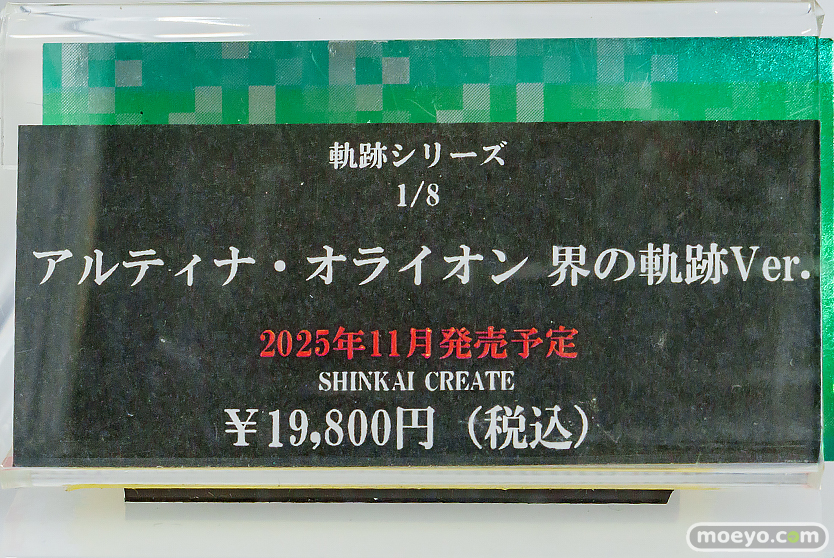 軌跡シリーズ
1/8
アルティナ・オライオン 界の軌跡Ver.
2025年11月発売予定
SHINKAI CREATE
￥19,800円（税込）
moeyo.com